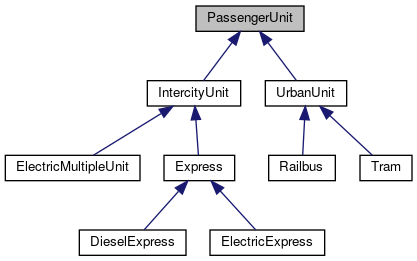 PassengerUnit
IntercityUnit
UrbanUnit
ElectricMultipleUnit
Express
Railbus
Tram
DieselExpress
ElectricExpress